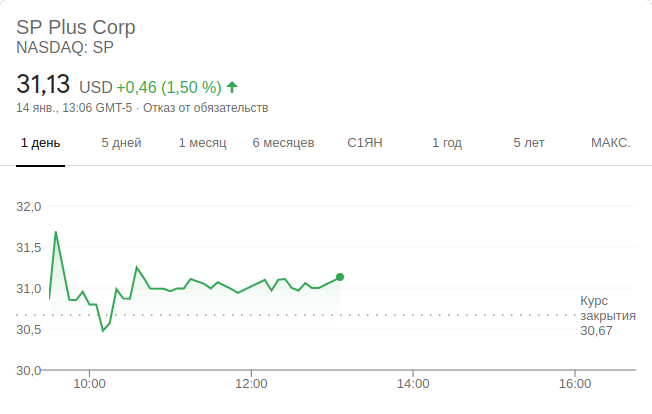 SP Plus Corp
NASDAQ: SP
31,13 USD +0,46 (1,50 %)
14 янв., 13:06 GMT-5 · Отказ от обязательств
1 день 5 дней 1 месяц 6 месяцев С1ЯН 1 год 5 лет МАКС.
32,0
31,5
31,0
30,5
30,0
Курс
закрытия
30,67
10:00 12:00 14:00 16:00